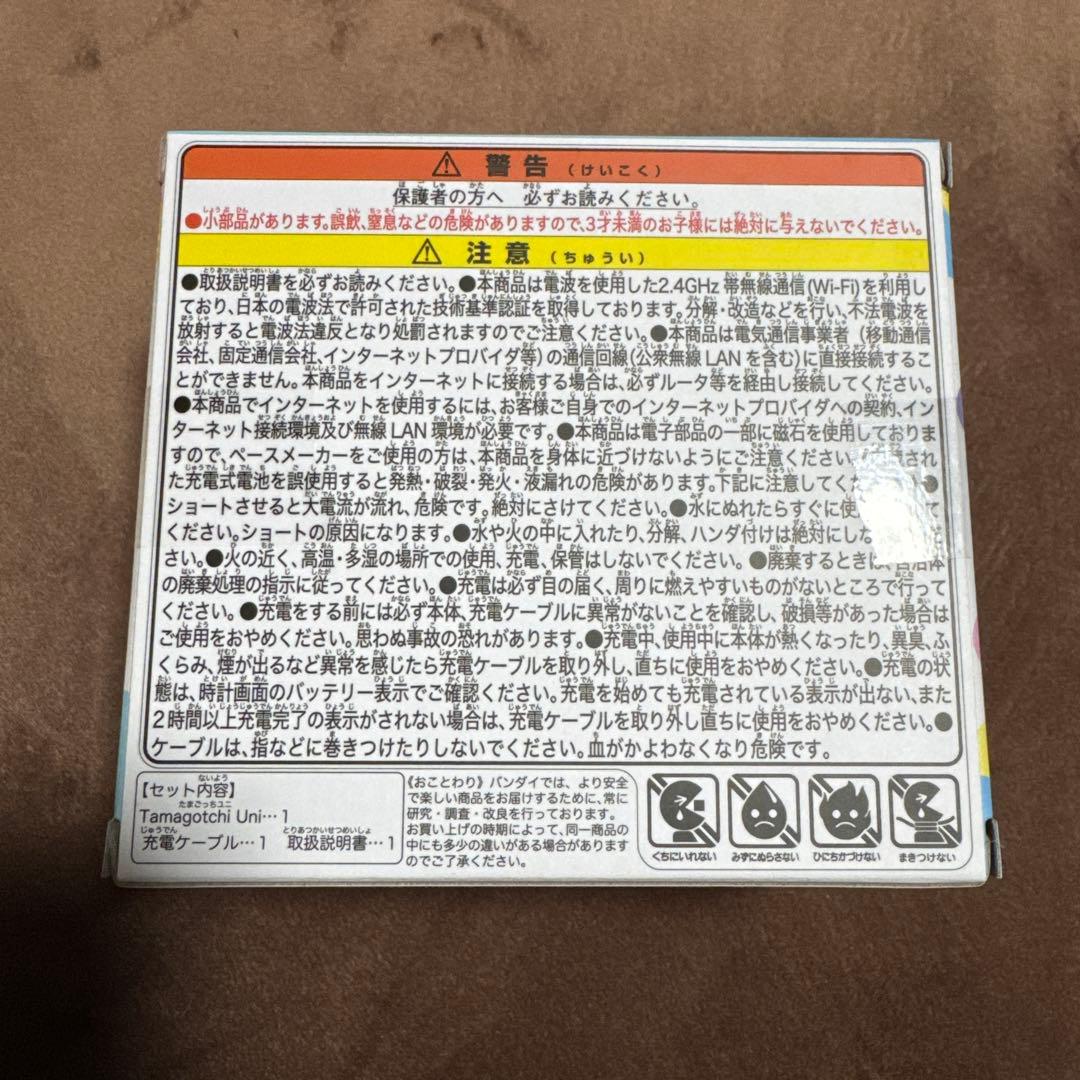 警告（けいこく）
保護者の方へ 必ずお読みください。
●小部品があります。誤飲、窒息などの危険がありますので、3才未満のお子様には絶対に与えないでください。
注意（ちゅうい）
●取扱説明書を必ずお読みください。●本商品は電波を使用した2.4GHz帯無線通信(Wi-Fi)を利用し
ており、日本の電波法で許可された技術基準認証を取得しております。分解・改造などを行い、不法電波を
放射すると電波法違反となり処罰されますのでご注意ください。●本商品は電気通信事業者（移動通信
会社、固定通信会社、インターネットプロバイダ等）の通信回線(公衆無線LANを含む)に直接接続するこ
とができません。本商品をインターネットに接続する場合は、必ずルータ等を経由し接続してください。
●本商品でインターネットを使用するには、お客様ご自身でのインターネットプロバイダへの契約、イン
ターネット接続環境及び無線LAN環境が必要です。●本商品は電子部品の一部に磁石を使用しておりま
すので、ペースメーカーをご使用の方は、本商品を身体に近づけないようにご注意ください
た充電式電池を誤使用すると発熱・破裂・発火・液漏れの危険があります。下記に注意してく ●
ショートさせると大電流が流れ、危険です。絶対にさけてください。●水にぬれたらすぐに使 て
ください。ショートの原因になります。●水や火の中に入れたり、分解、ハンダ付けは絶対にしな
さい。●火の近く、高温・多湿の場所での使用、充電、保管はしないでください。●廃棄するときは、自治体
の廃棄処理の指示に従ってください。●充電は必ず目の届く、周りに燃えやすいものがないところで行って
ください。●充電をする前には必ず本体、充電ケーブルに異常がないことを確認し、破損等があった場合は
ご使用をおやめください。思わぬ事故の恐れがあります。●充電中、使用中に本体が熱くなったり、異臭、ふ
くらみ、煙が出るなど異常を感じたら充電ケーブルを取り外し、直ちに使用をおやめください。●充電の状
態は、時計画面のバッテリー表示でご確認ください。充電を始めても充電されている表示が出ない、また
2時間以上充電完了の表示がされない場合は、充電ケーブルを取り外し直ちに使用をおやめください。●
ケーブルは、指などに巻きつけたりしないでください。血がかよわなくなり危険です。
【セット内容】
Tamagotchi Uni…1
充電ケーブル…1 取扱説明書…1
《おことわり》バンダイでは、より安全
で楽しい商品をお届けするために、常に
研究・調査・改良を行っております。
お買い上げの時期によって、同一商品の
中にも多少の違いがある場合があります
のでご了承ください。
くちにいれない みずにぬらさない ひにちかづけない まきつけない